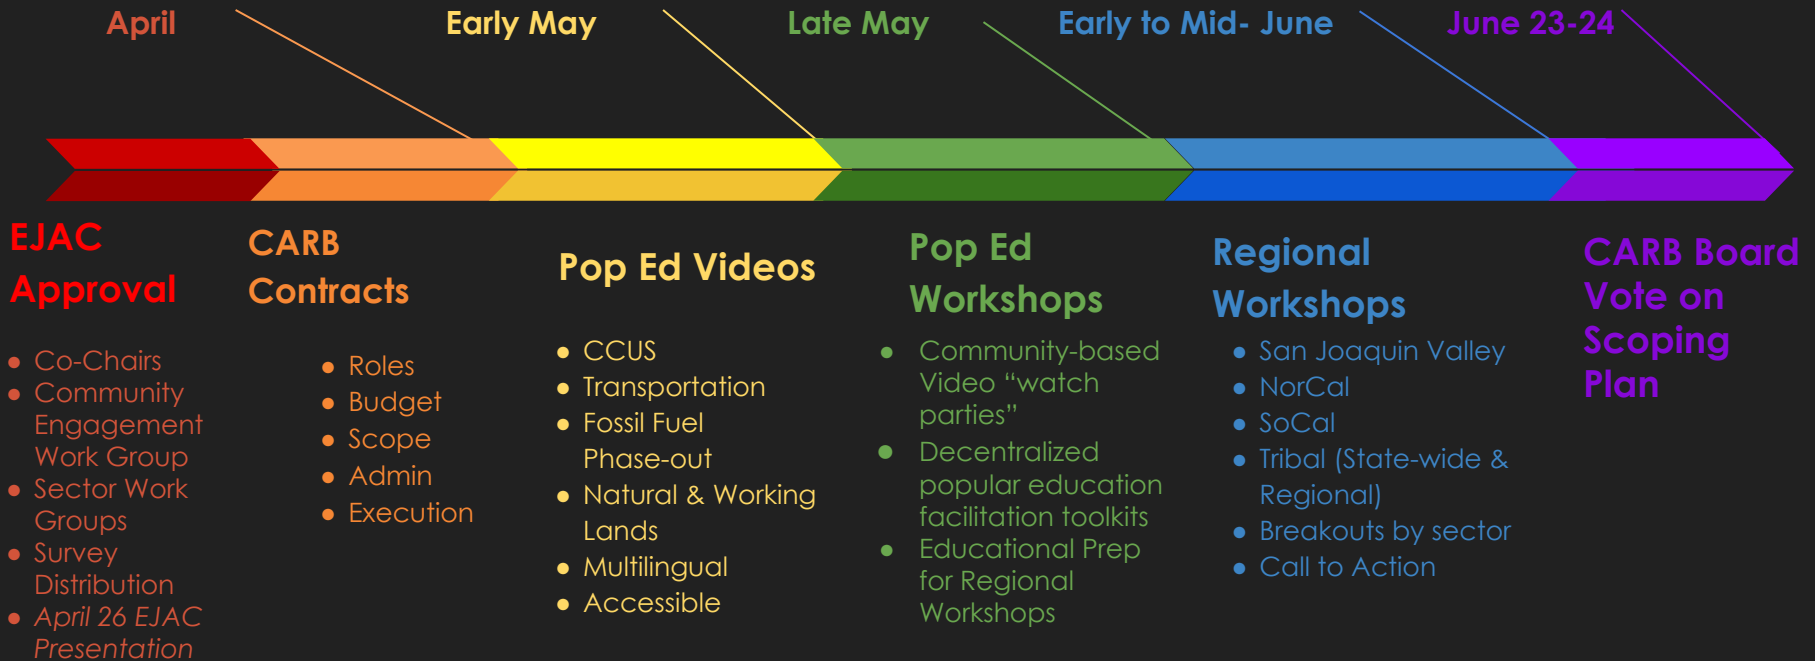 April
Early May
Late May
Early to Mid- June
June 23-24
EJAC
Approval
● Co-Chairs
● Community
Engagement
Work Group
● Sector Work
Groups
● Survey
Distribution
● April 26 EJAC
Presentation
CARB
Contracts
● Roles
● Budget
● Scope
● Admin
● Execution
Pop Ed Videos
● CCUS
● Transportation
● Fossil Fuel
Phase-out
● Natural & Working
Lands
● Multilingual
● Accessible
Pop Ed
Workshops
● Community-based
Video “watch
parties”
● Decentralized
popular education
facilitation toolkits
● Educational Prep
for Regional
Workshops
Regional
Workshops
● San Joaquin Valley
● NorCal
● SoCal
● Tribal (State-wide &
Regional)
● Breakouts by sector
● Call to Action
CARB Board
Vote on
Scoping
Plan